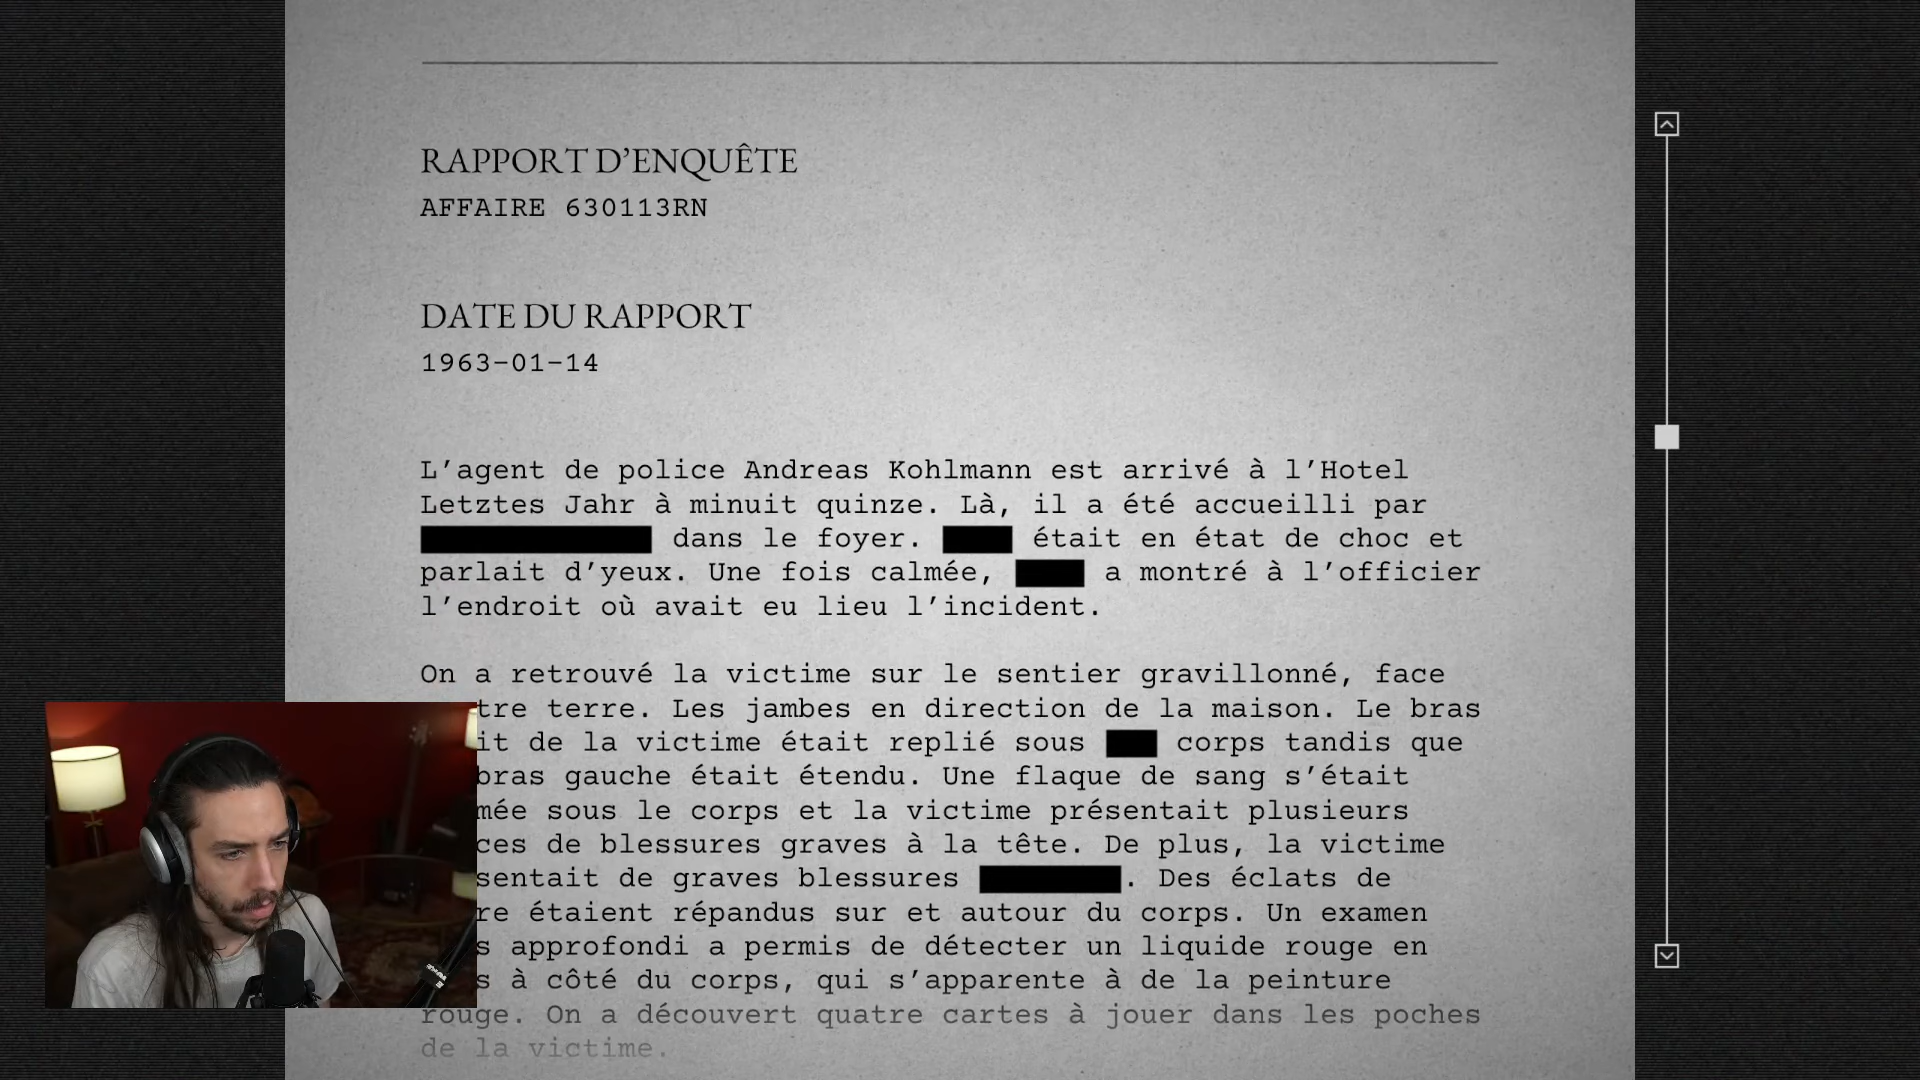 RAPPORT D’ENQUÊTE
AFFAIRE 630113RN
DATE DU RAPPORT
1963-01-14
L’agent de police Andreas Kohlmann est arrivé à l’Hotel
Letztes Jahr à minuit quinze. Là, il a été accueilli par
dans le foyer. était en état de choc et
parlait d’yeux. Une fois calmée, a montré à l’officier
l’endroit où avait eu lieu l’incident.
On a retrouvé la victime sur le sentier gravillonné, face
terre. Les jambes en direction de la maison. Le bras
de la victime était replié sous corps tandis que
bras gauche était étendu. Une flaque de sang s’était
sous le corps et la victime présentait plusieurs
de blessures graves à la tête. De plus, la victime
de graves blessures . Des éclats de
étaient répandus sur et autour du corps. Un examen
approfondi a permis de détecter un liquide rouge en
à côté du corps, qui s’apparente à de la peinture
rouge. On a découvert quatre cartes à jouer dans les poches
de la victime.